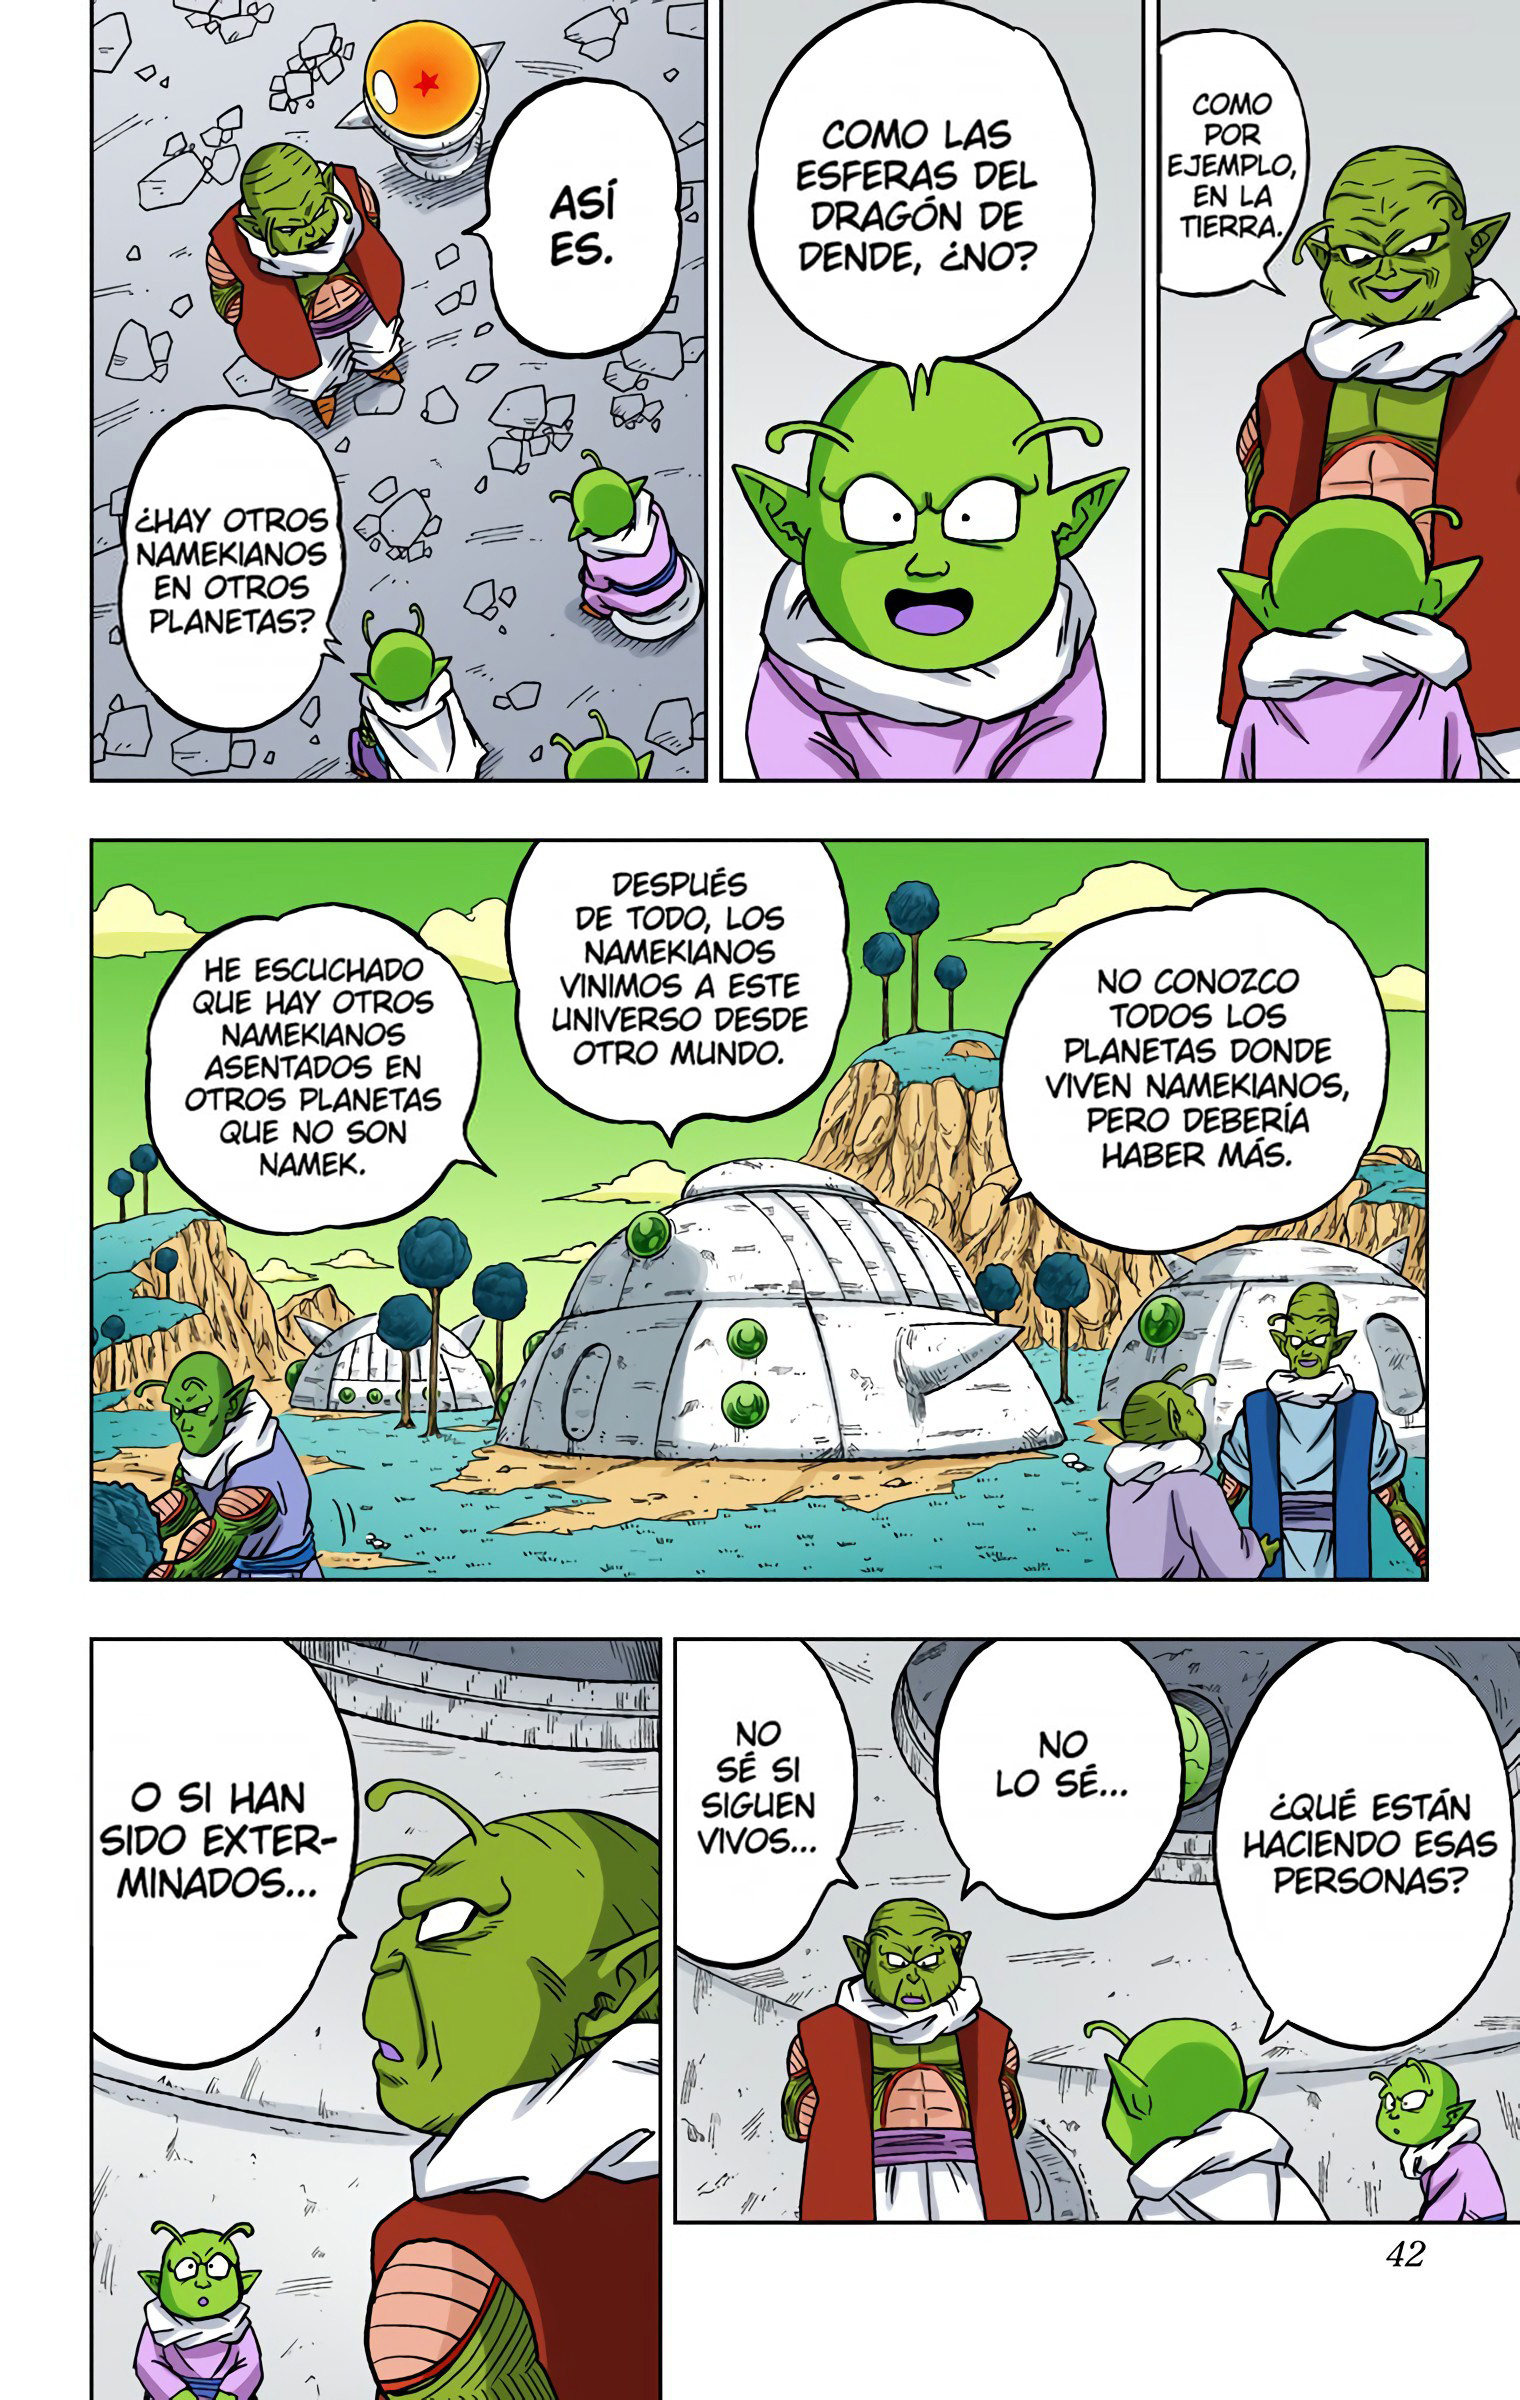 COMO
POR
EJEMPLO,
EN LA
TIERRA.
COMO LAS
ESFERAS DEL
DRAGÓN DE
DENDE, ¿NO?
ASÍ
ES.
¿HAY OTROS
NAMEKIANOS
EN OTROS
PLANETAS?
NO CONOZCO
TODOS LOS
PLANETAS DONDE
VIVEN NAMEKIANOS,
PERO DEBERÍA
HABER MÁS.
DESPUÉS
DE TODO, LOS
NAMEKIANOS
VINIMOS A ESTE
UNIVERSO DESDE
OTRO MUNDO.
HE ESCUCHADO
QUE HAY OTROS
NAMEKIANOS
ASENTADOS EN
OTROS PLANETAS
QUE NO SON
NAMEK.
¿QUÉ ESTÁN
HACIENDO ESAS
PERSONAS?
NO
LO SÉ...
NO
SÉ SI
SIGUEN
VIVOS...
O SI HAN
SIDO EXTER-
MINADOS...
42